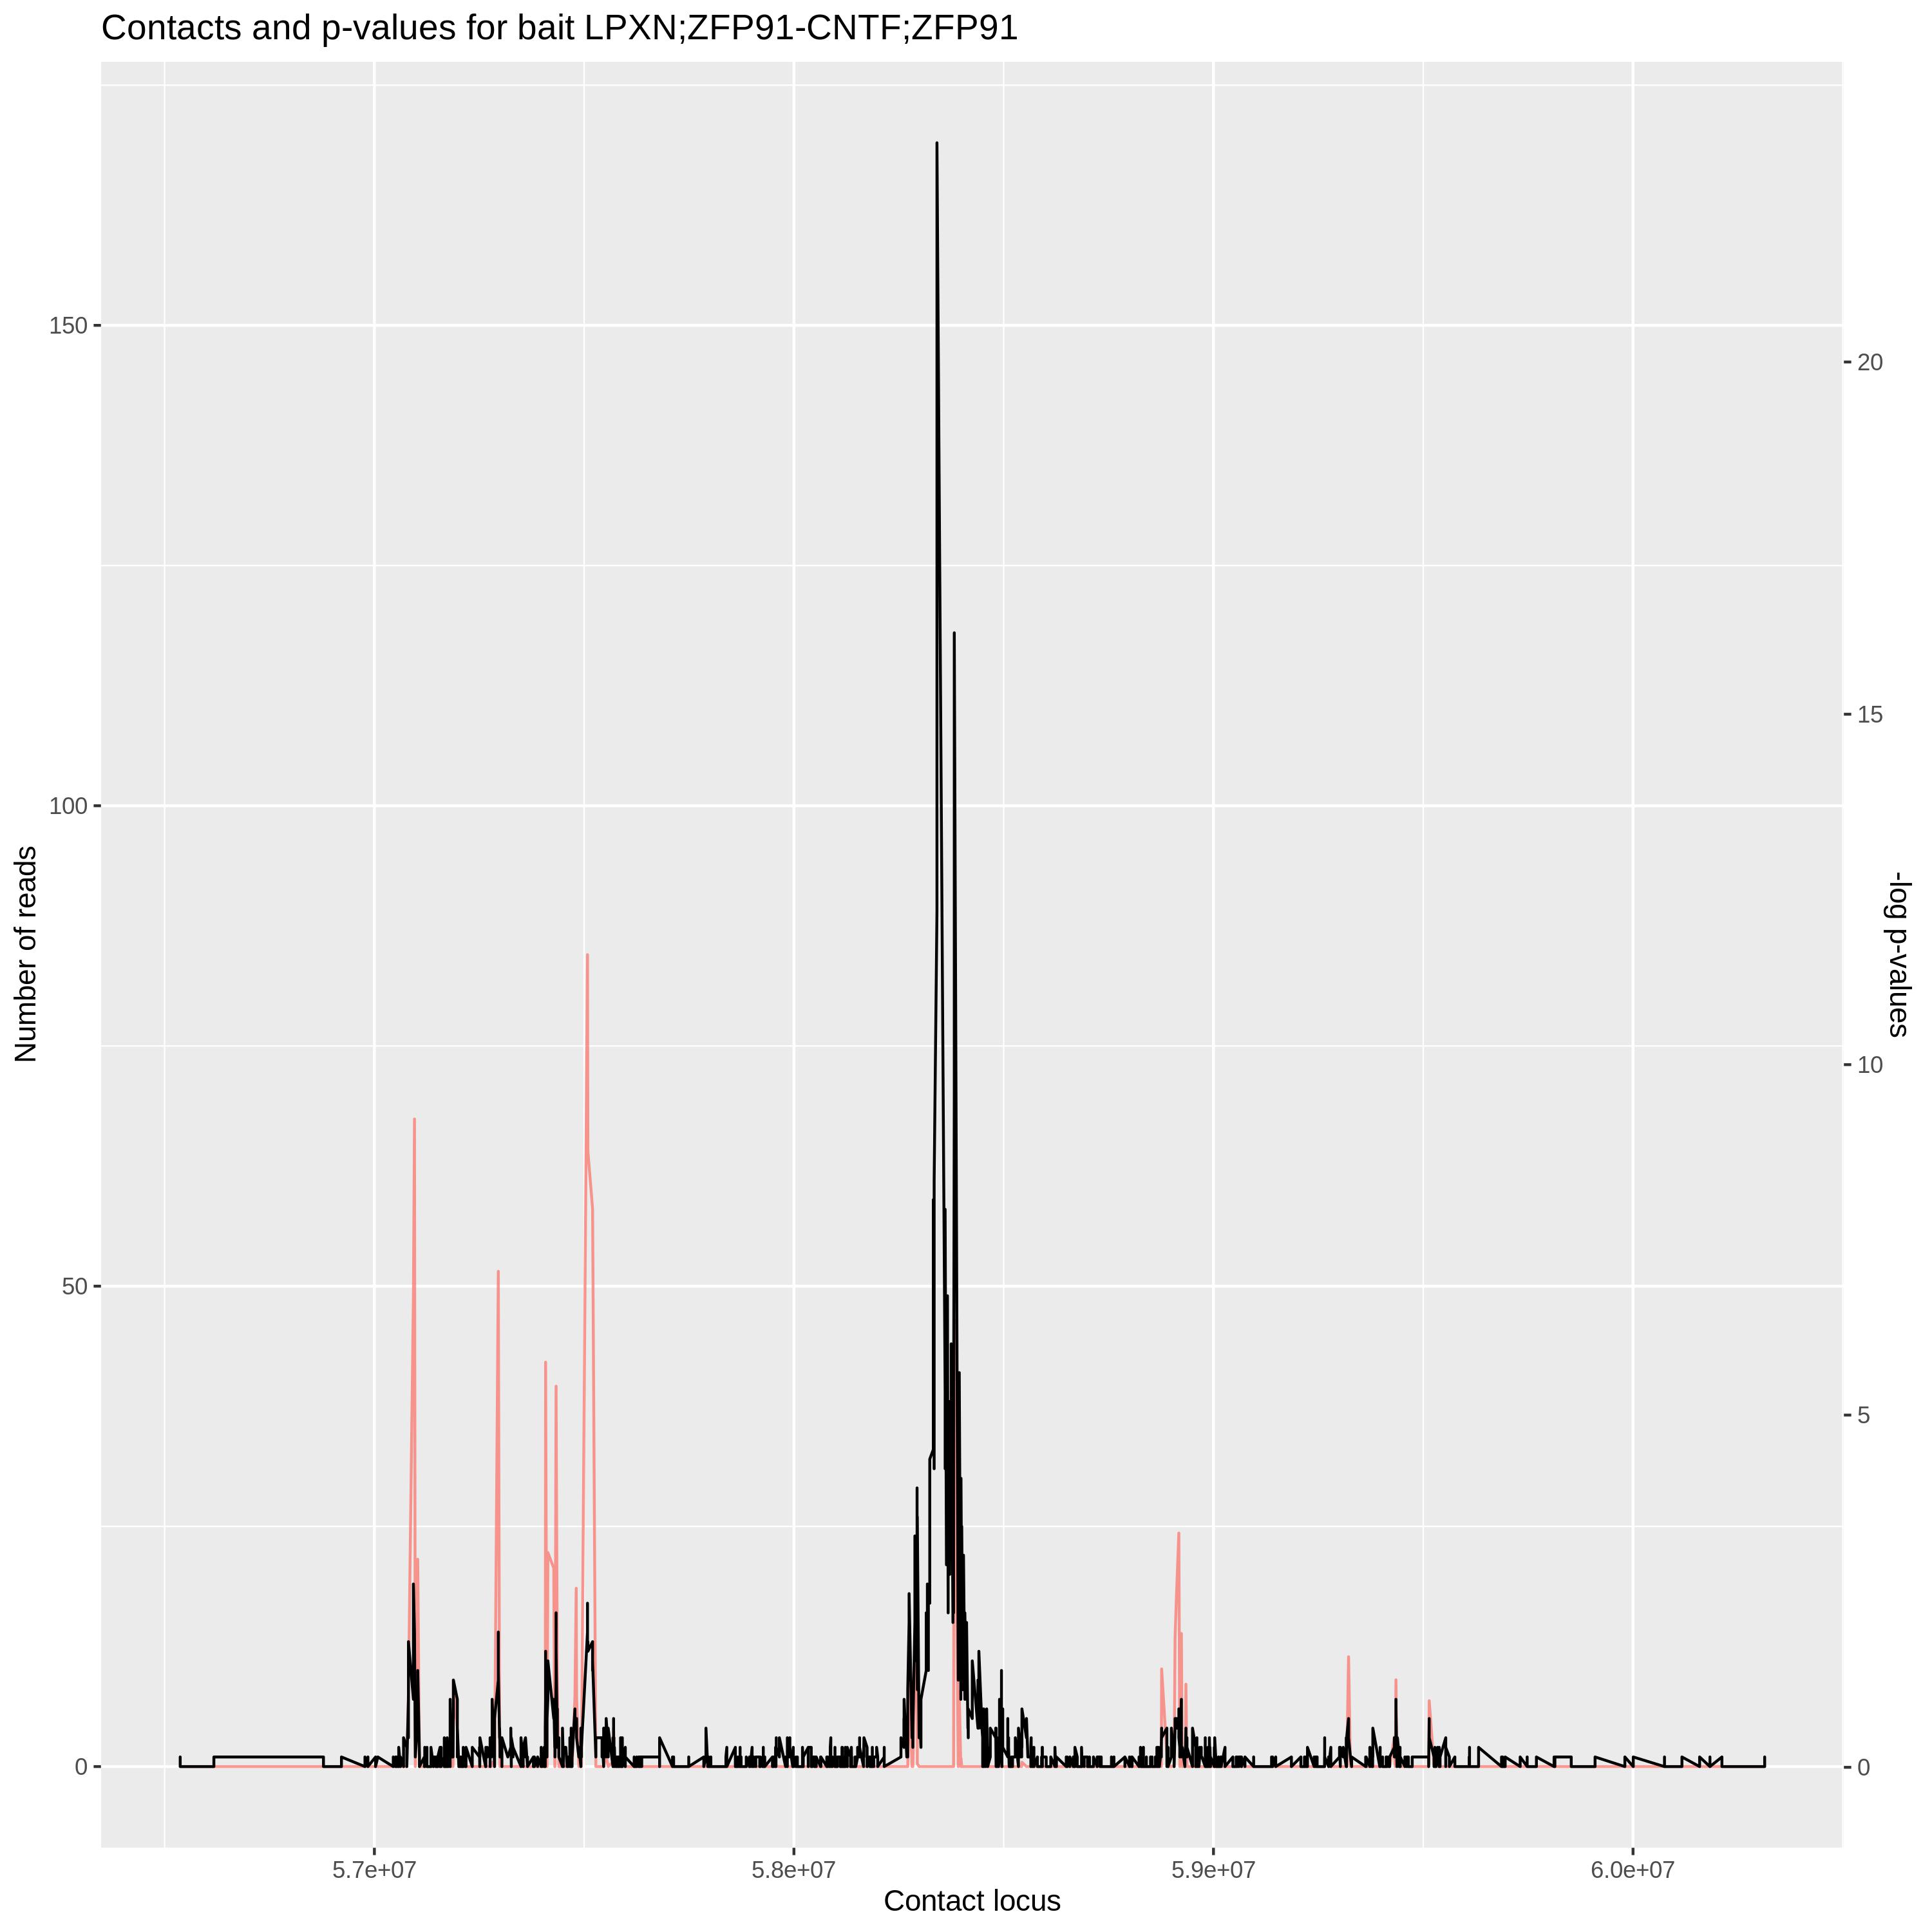 Contacts and p-values for bait LPXN;ZFP91-CNTF;ZFP91
Number of reads
150
100
50
0
20
15
10
5
0
-log p-values
5.7e+07
5.8e+07
5.9e+07
6.0e+07
Contact locus